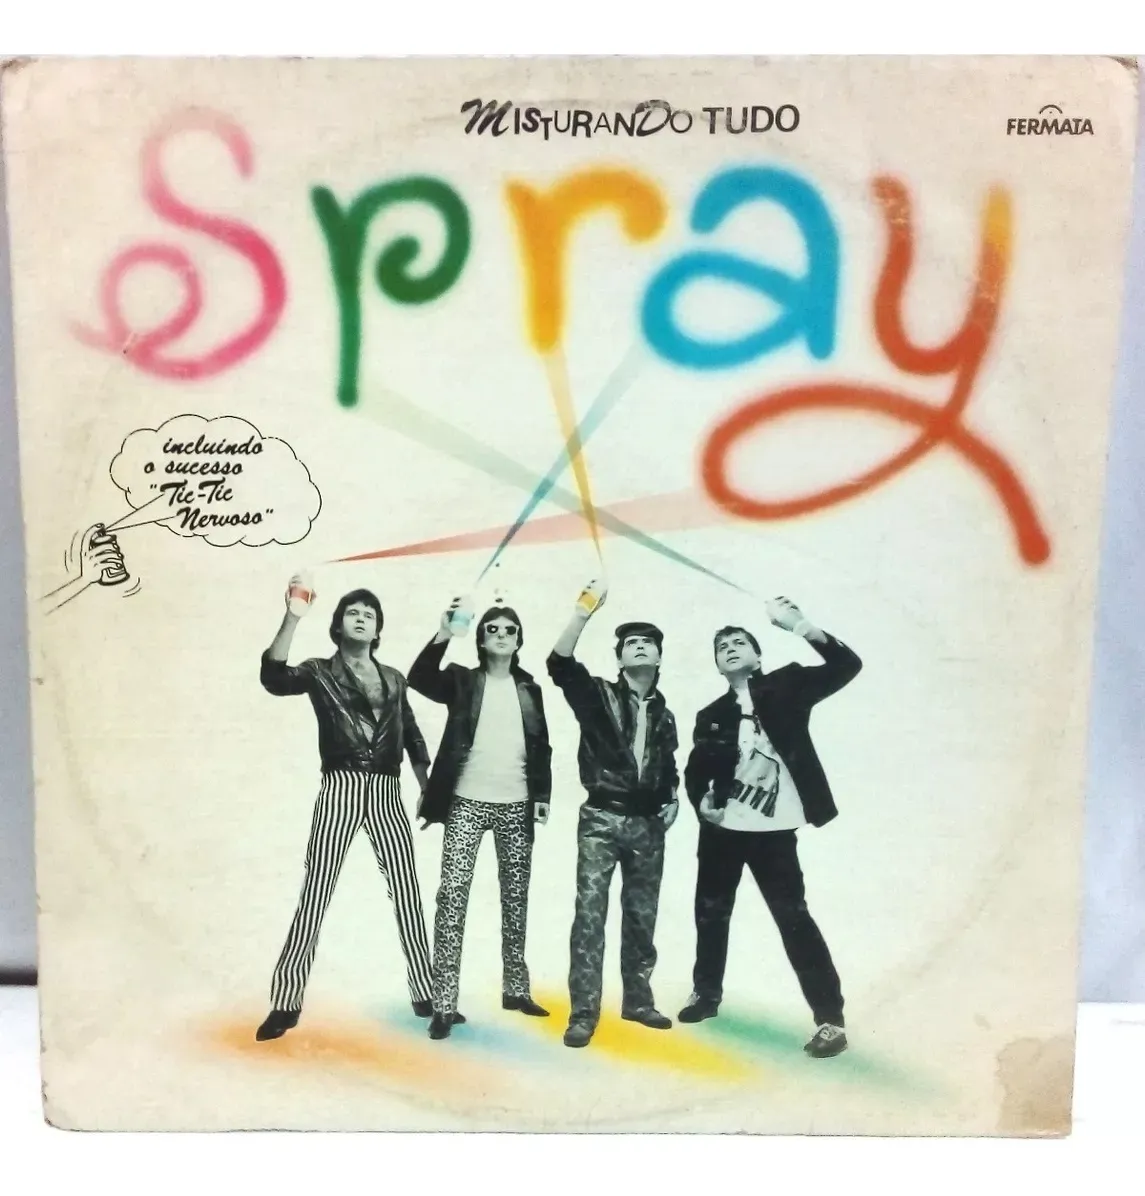 MISTURANDO TUDO
FERMATA
Spray
incluindo
o sucesso
"Tic-Tic
Nervoso"